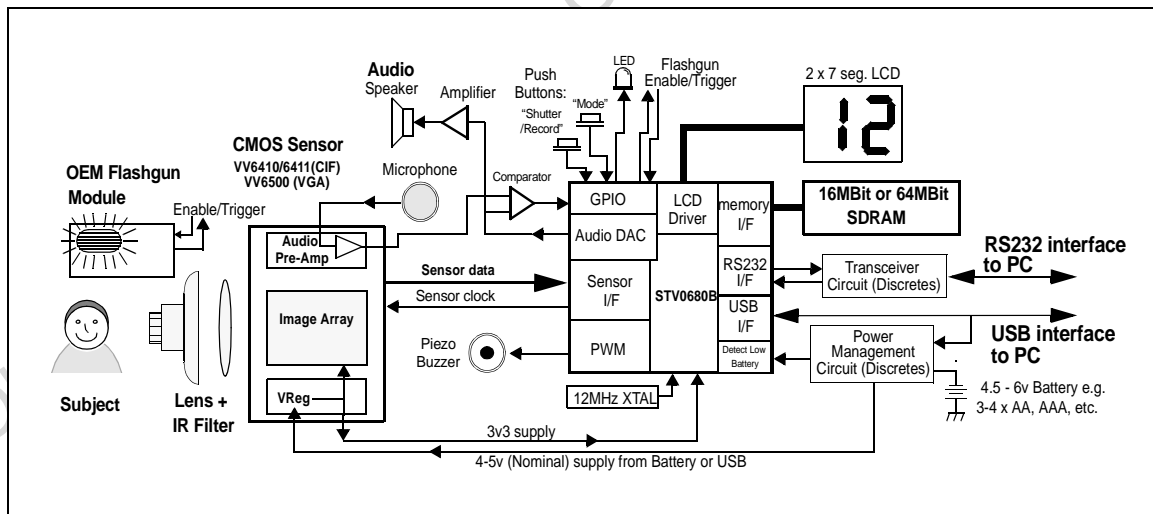 LED
Flashgun
Enable/Trigger
2 x 7 seg. LCD
12
Push
Buttons:
"Mode"
"Shutter
/Record"
Audio
Speaker
Amplifier
CMOS Sensor
VV6410/6411(CIF)
VV6500 (VGA)
Microphone
Comparator
OEM Flashgun
Module
Enable/Trigger
GPIO
LCD
Driver
memory
I/F
16MBit or 64MBit
SDRAM
Audio
Pre-Amp
Audio DAC
Sensor data
Sensor clock
Sensor
I/F
STV0680B
RS232
I/F
Transceiver
Circuit (Discretes)
RS232 interface
to PC
USB
I/F
USB interface
to PC
Image Array
Piezo
Buzzer
PWM
Detect Low
Battery
Power
Management
Circuit (Discretes)
4.5 - 6v Battery e.g.
3-4 x AA, AAA, etc.
12MHz XTAL
VReg
Subject
Lens +
IR Filter
3v3 supply
4-5v (Nominal) supply from Battery or USB